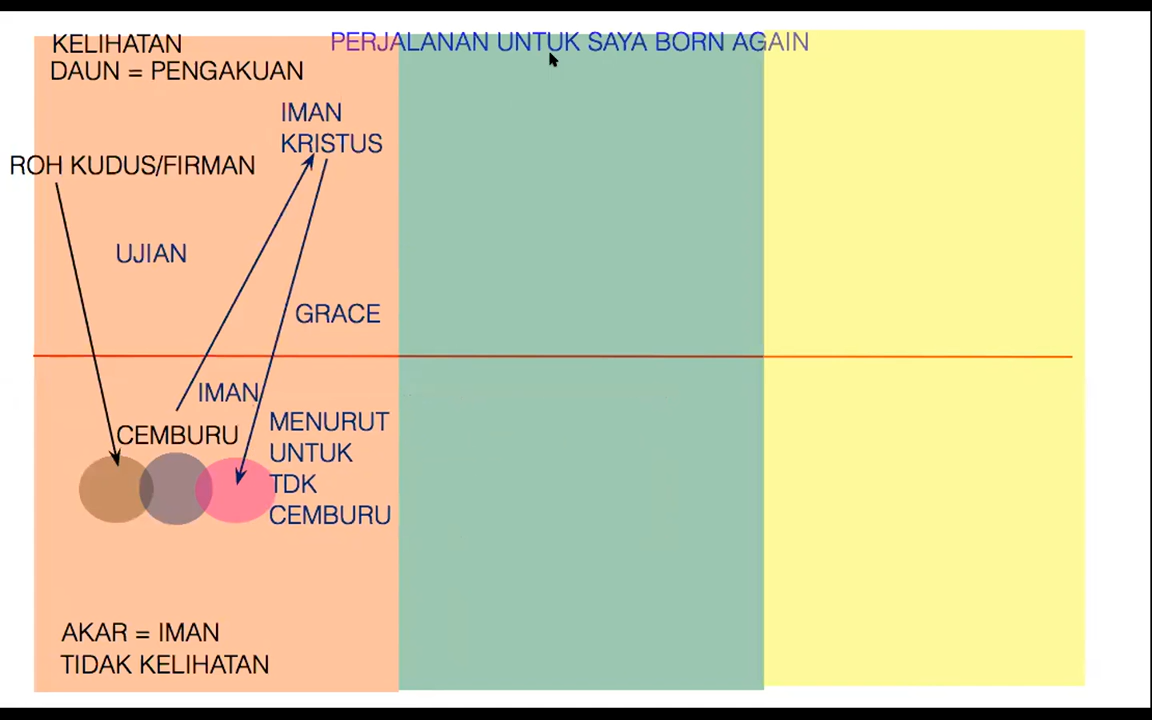 KELIHATAN
PERJALANAN UNTUK SAYA BORN AGAIN
DAUN = PENGAKUAN
IMAN
KRISTUS
ROH KUDUS/FIRMAN
UJIAN
GRACE
IMAN
CEMBURU
MENURUT
UNTUK
TDK
CEMBURU
AKAR = IMAN
TIDAK KELIHATAN